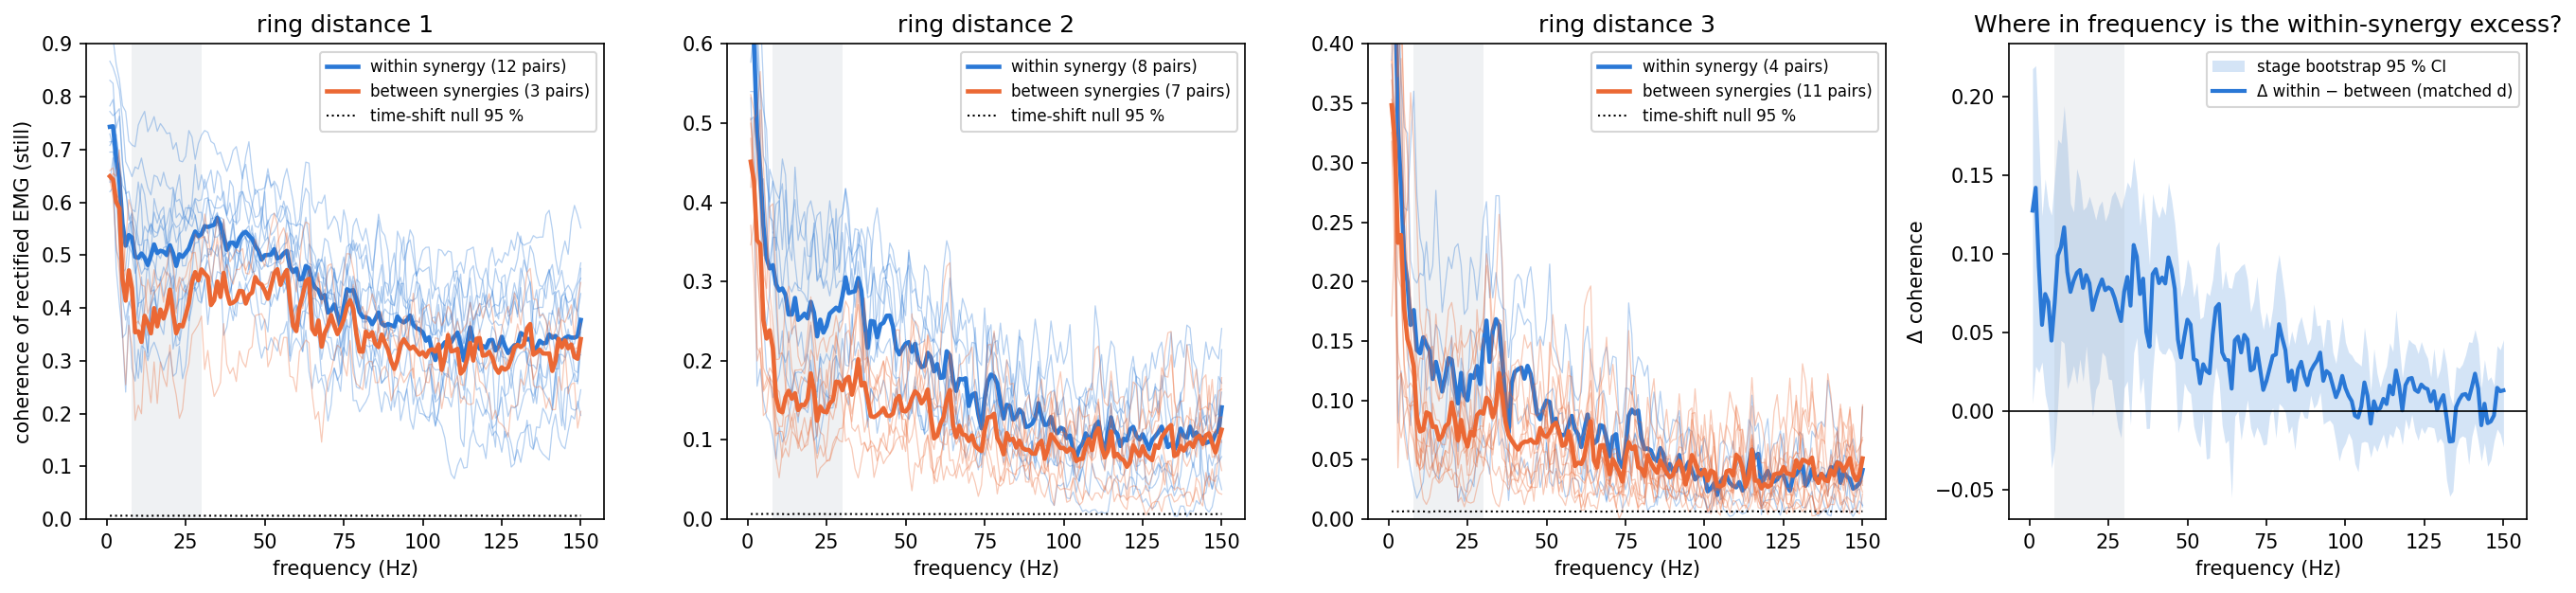 ring distance 1
coherence of rectified EMG (still)
0.9
0.8
0.7
0.6
0.5
0.4
0.3
0.2
0.1
0.0
within synergy (12 pairs)
between synergies (3 pairs)
time-shift null 95 %
0 25 50 75 100 125 150
frequency (Hz)
ring distance 2
0.6
0.5
0.4
0.3
0.2
0.1
0.0
within synergy (8 pairs)
between synergies (7 pairs)
time-shift null 95 %
0 25 50 75 100 125 150
frequency (Hz)
ring distance 3
0.40
0.35
0.30
0.25
0.20
0.15
0.10
0.05
0.00
within synergy (4 pairs)
between synergies (11 pairs)
time-shift null 95 %
0 25 50 75 100 125 150
frequency (Hz)
Where in frequency is the within-synergy excess?
Δ coherence
0.20
0.15
0.10
0.05
0.00
−0.05
stage bootstrap 95 % CI
Δ within − between (matched d)
0 25 50 75 100 125 150
frequency (Hz)